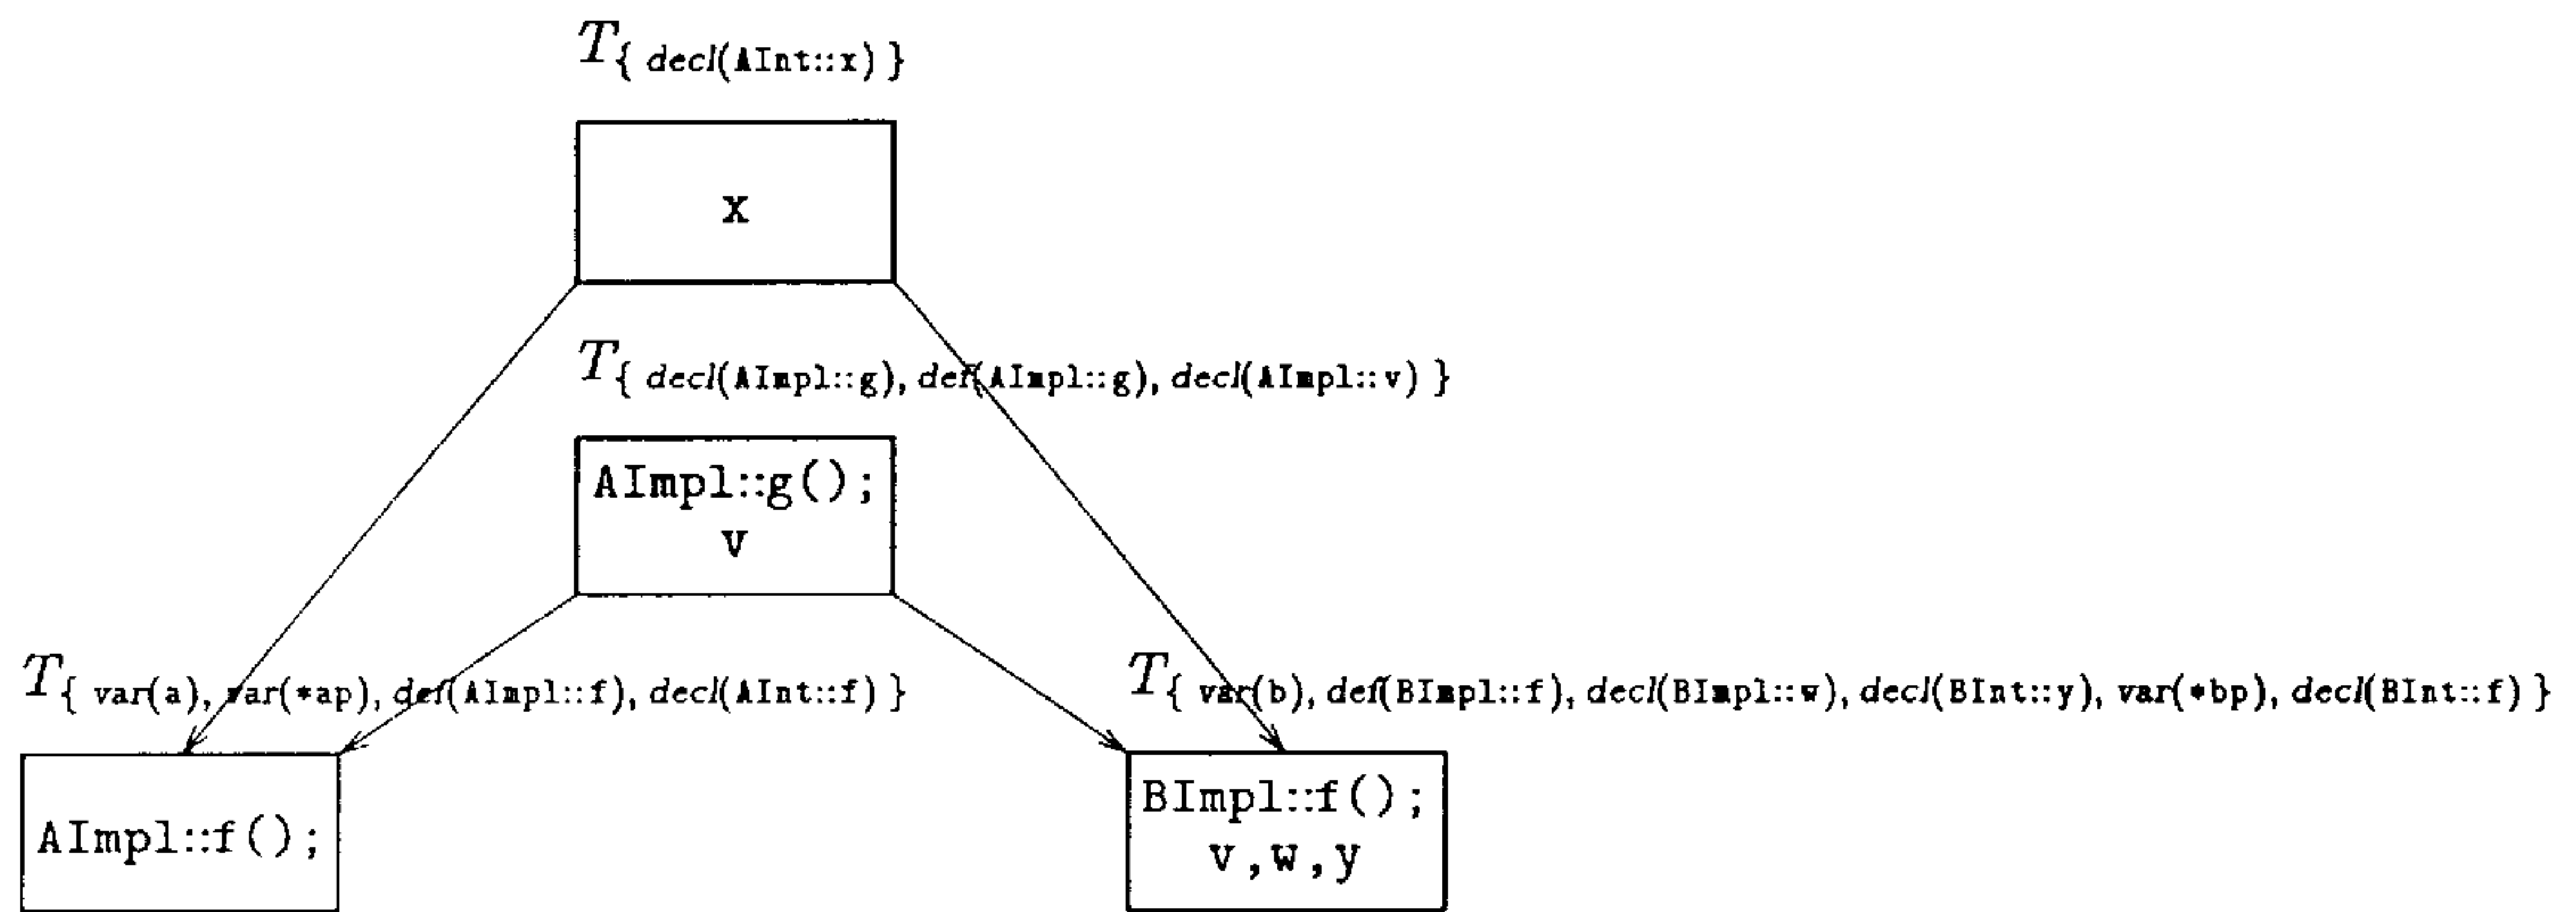 T{ decl(AInt::x) }
x
T{ decl(AImpl::g), def(AImpl::g), decl(AImpl::v) }
AImpl::g();
v
T{ var(a), var(*ap), def(AImpl::f), decl(AInt::f) }
T{ var(b), def(BImpl::f), decl(BImpl::w), decl(BInt::y), var(*bp), decl(BInt::f) }
AImpl::f();
BImpl::f();
v,w,y